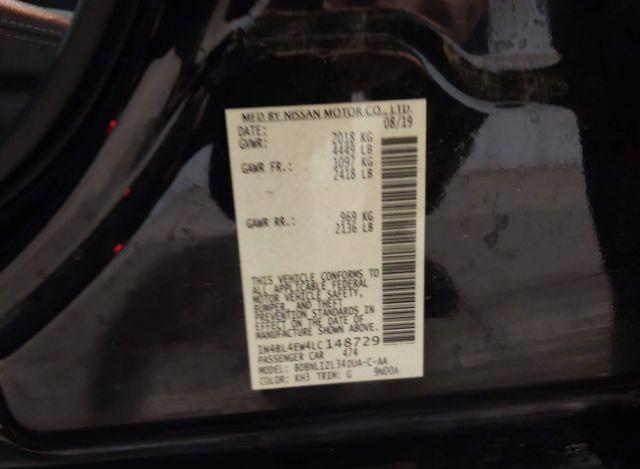 MFD BY NISSAN MOTOR CO., LTD.
DATE: 08/19
GVWR: 2018 KG
4449 LB
GAWR FR.: 1097 KG
2418 LB
GAWR RR.: 969 KG
2136 LB
THIS VEHICLE CONFORMS TO
ALL APPLICABLE FEDERAL
MOTOR VEHICLE SAFETY,
BUMPER, AND THEFT
PREVENTION STANDARDS IN
EFFECT ON THE DATE OF
MANUFACTURE SHOWN ABOVE.
1N4BL4EW4LC148729
PASSENGER CAR 474
MODEL: BDBNLIZL34DUA-C-AA
COLOR: KH3 TRIM: G 9N00A